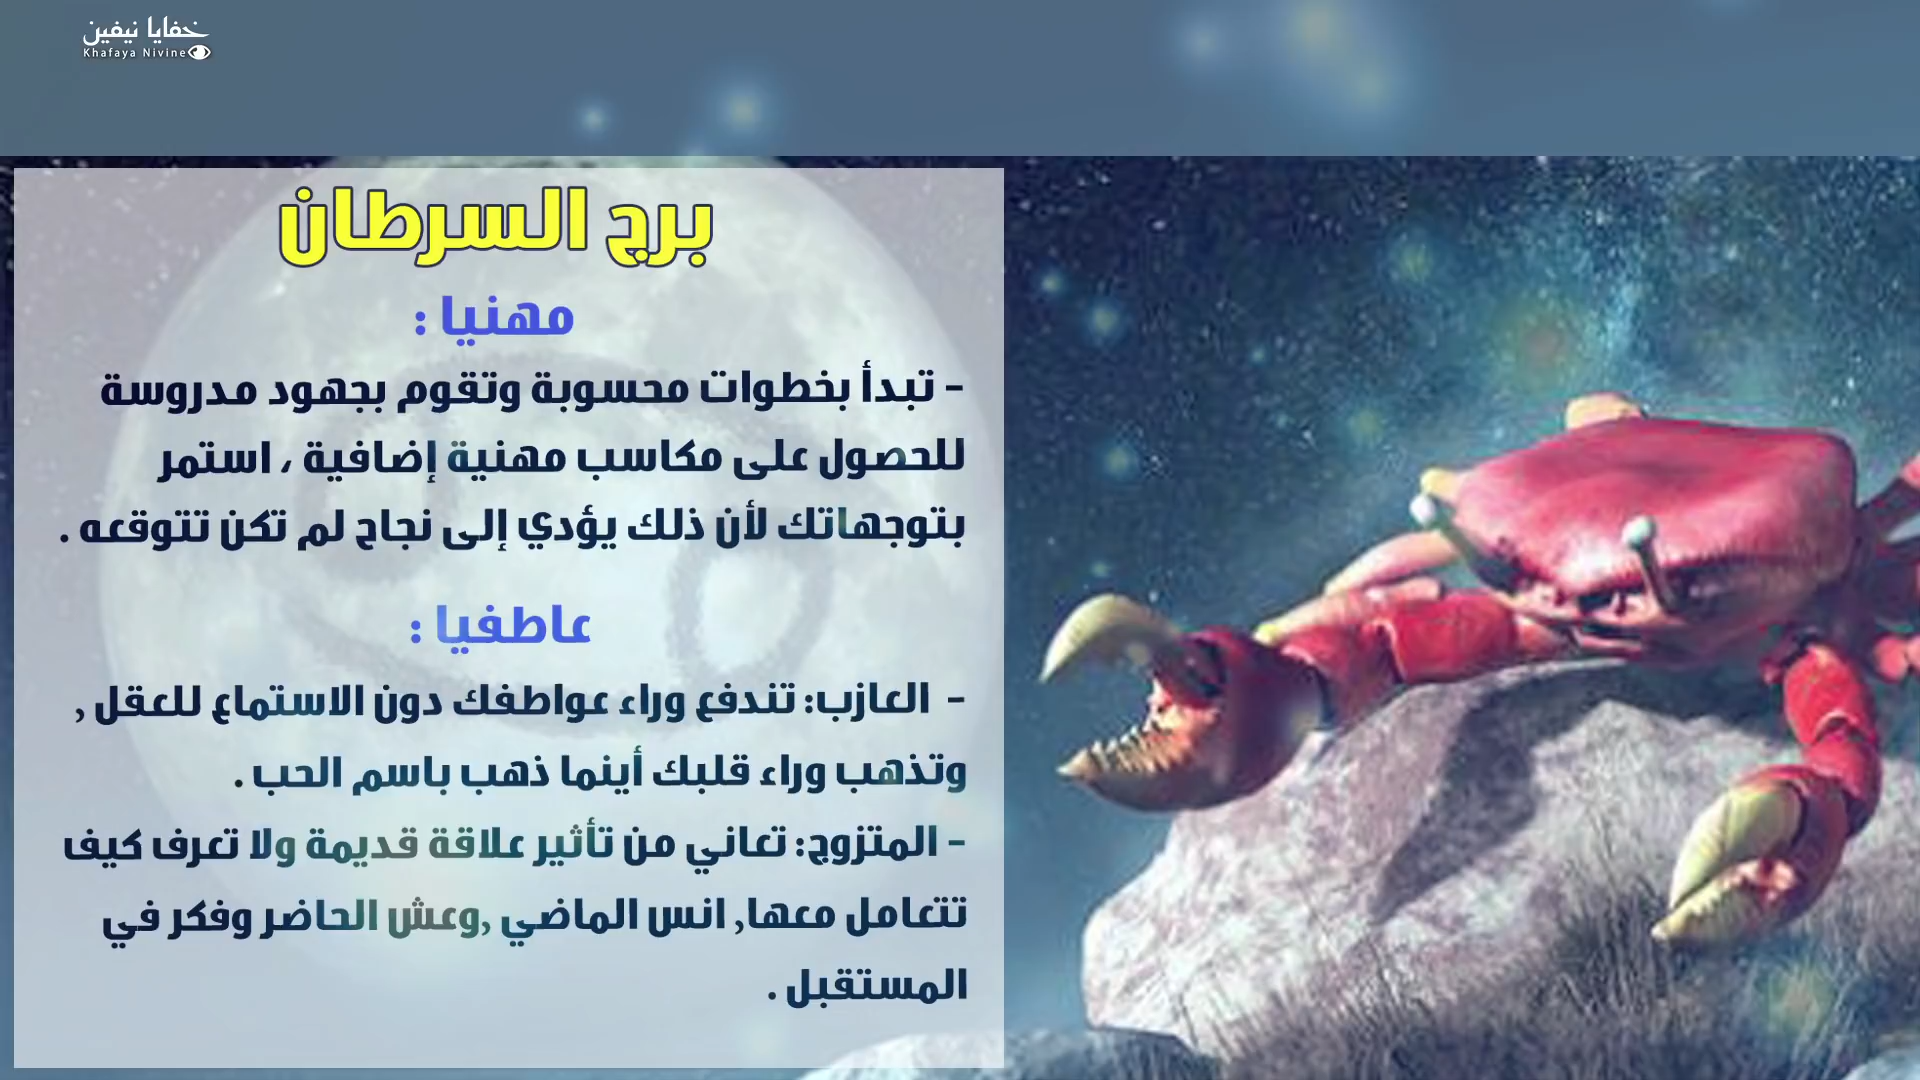 خفايا نيفين
Khafaya Nivine
برج السرطان
مهنيا :
- تبدأ بخطوات محسوبة وتقوم بجهود مدروسة
للحصول على مكاسب مهنية إضافية ، استمر
بتوجهاتك لأن ذلك يؤدي إلى نجاح لم تكن تتوقعه .
عاطفيا :
- العازب: تندفع وراء عواطفك دون الاستماع للعقل ,
وتذهب وراء قلبك أينما ذهب باسم الحب .
- المتزوج: تعاني من تأثير علاقة قديمة ولا تعرف كيف
تتعامل معها, انس الماضي ,وعش الحاضر وفكر في
المستقبل .